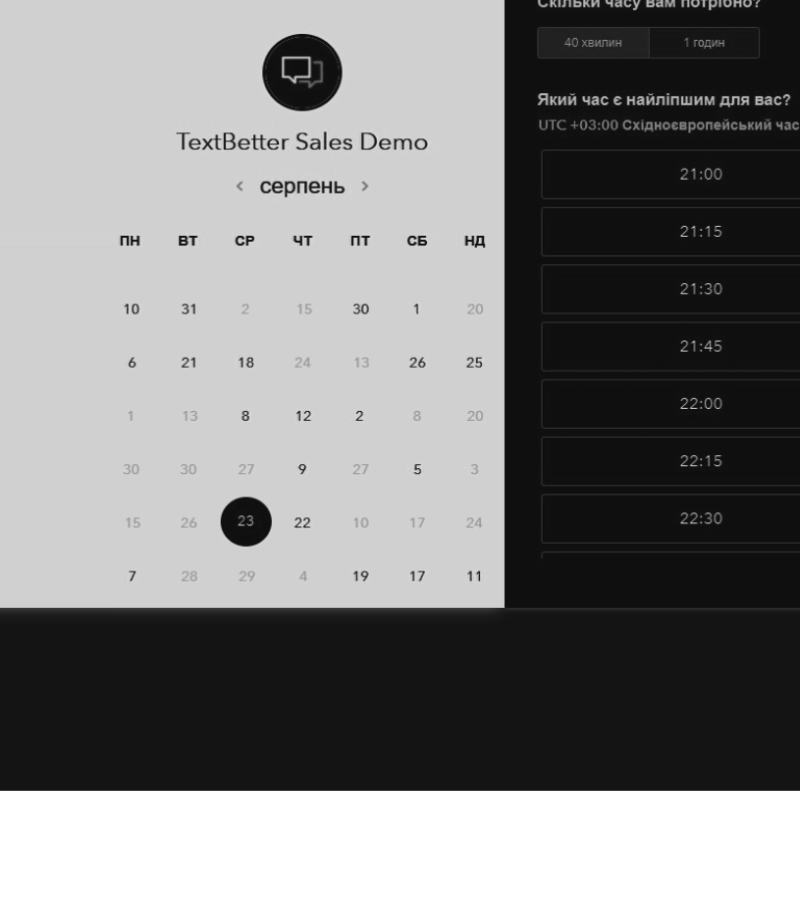 TextBetter Sales Demo
серпень
ПН ВТ СР ЧТ ПТ СБ НД
10 31 2 15 30 1 20
6 21 18 24 13 26 25
1 13 8 12 2 8 20
30 30 27 9 27 5 3
15 26 23 22 10 17 24
7 28 29 4 19 17 11
Скільки часу вам потрібно?
40 хвилин 1 годин
Який час є найліпшим для вас?
UTC +03:00 Східноєвропейський час
21:00
21:15
21:30
21:45
22:00
22:15
22:30